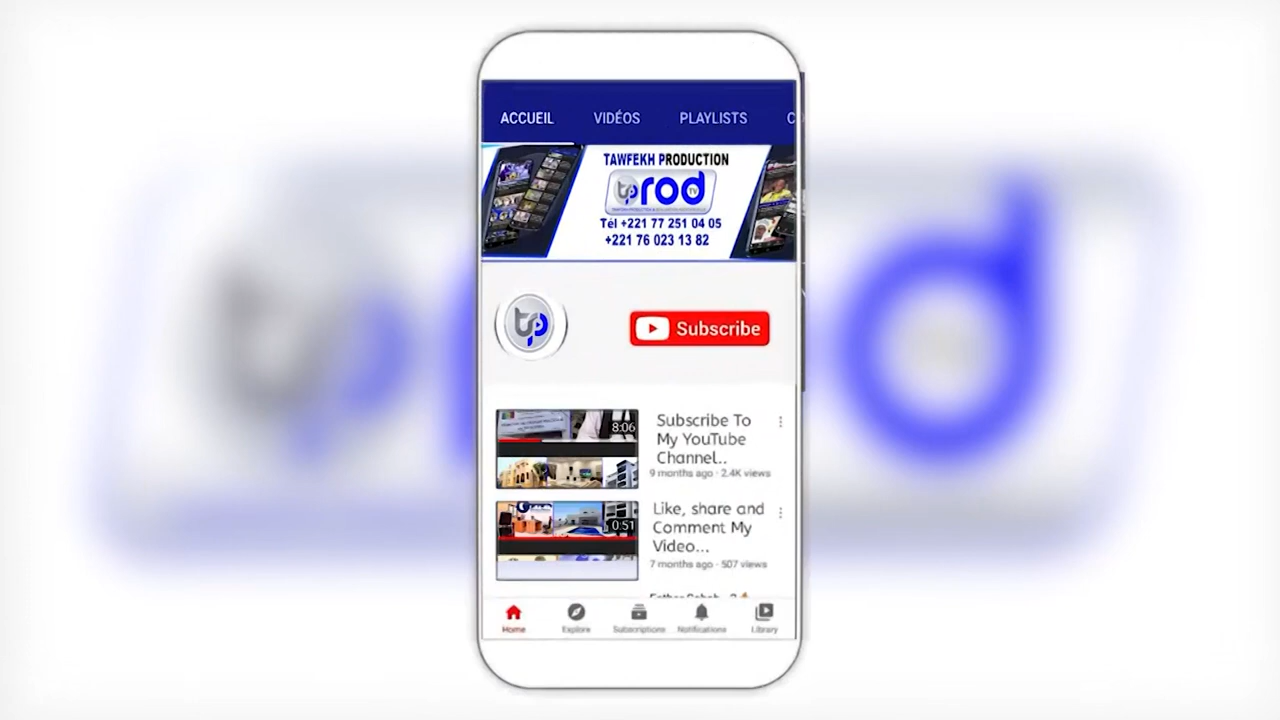 ACCUEIL VIDÉOS PLAYLISTS
TAWFEKH PRODUCTION
tprod TV
Tél +221 77 251 04 05
+221 76 023 13 82
tp
Subscribe
8:06
Subscribe To
My YouTube
Channel..
9 months ago · 2.4K views
0:51
Like, share and
Comment My
Video...
7 months ago · 507 views
Home Explore Subscriptions Notifications Library